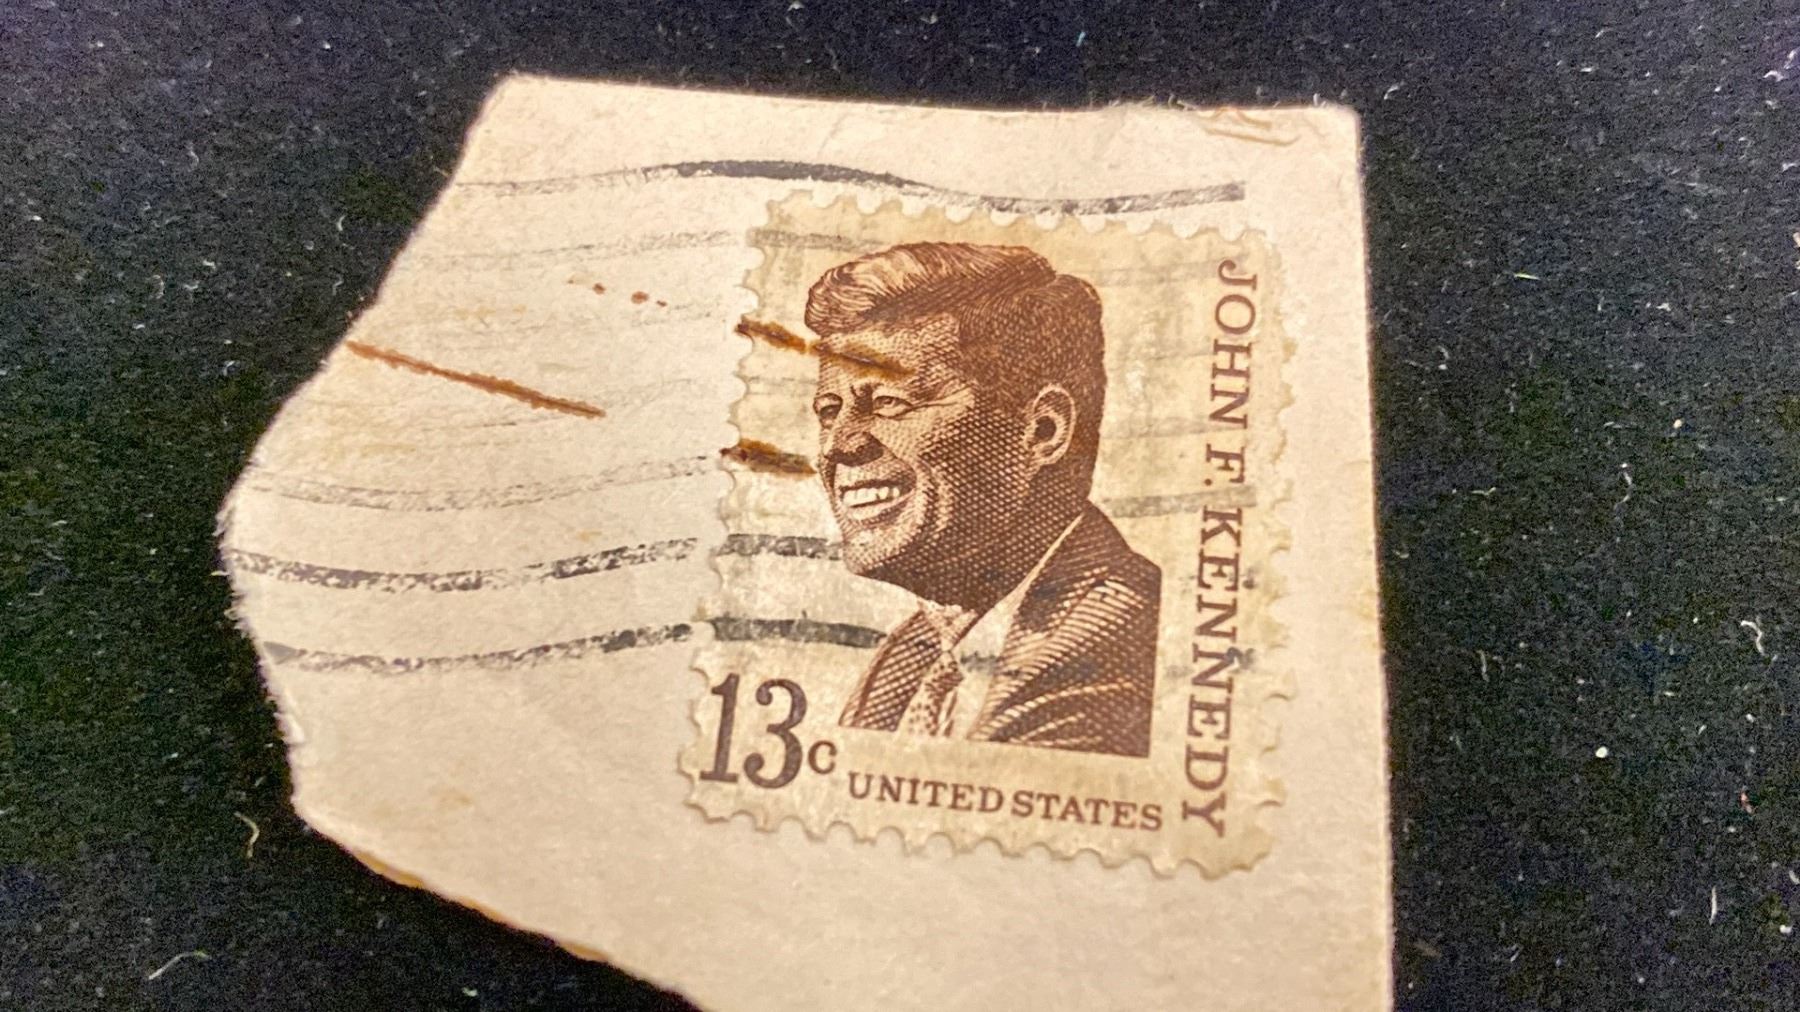 JOHN F. KENNEDY
13c
UNITED STATES